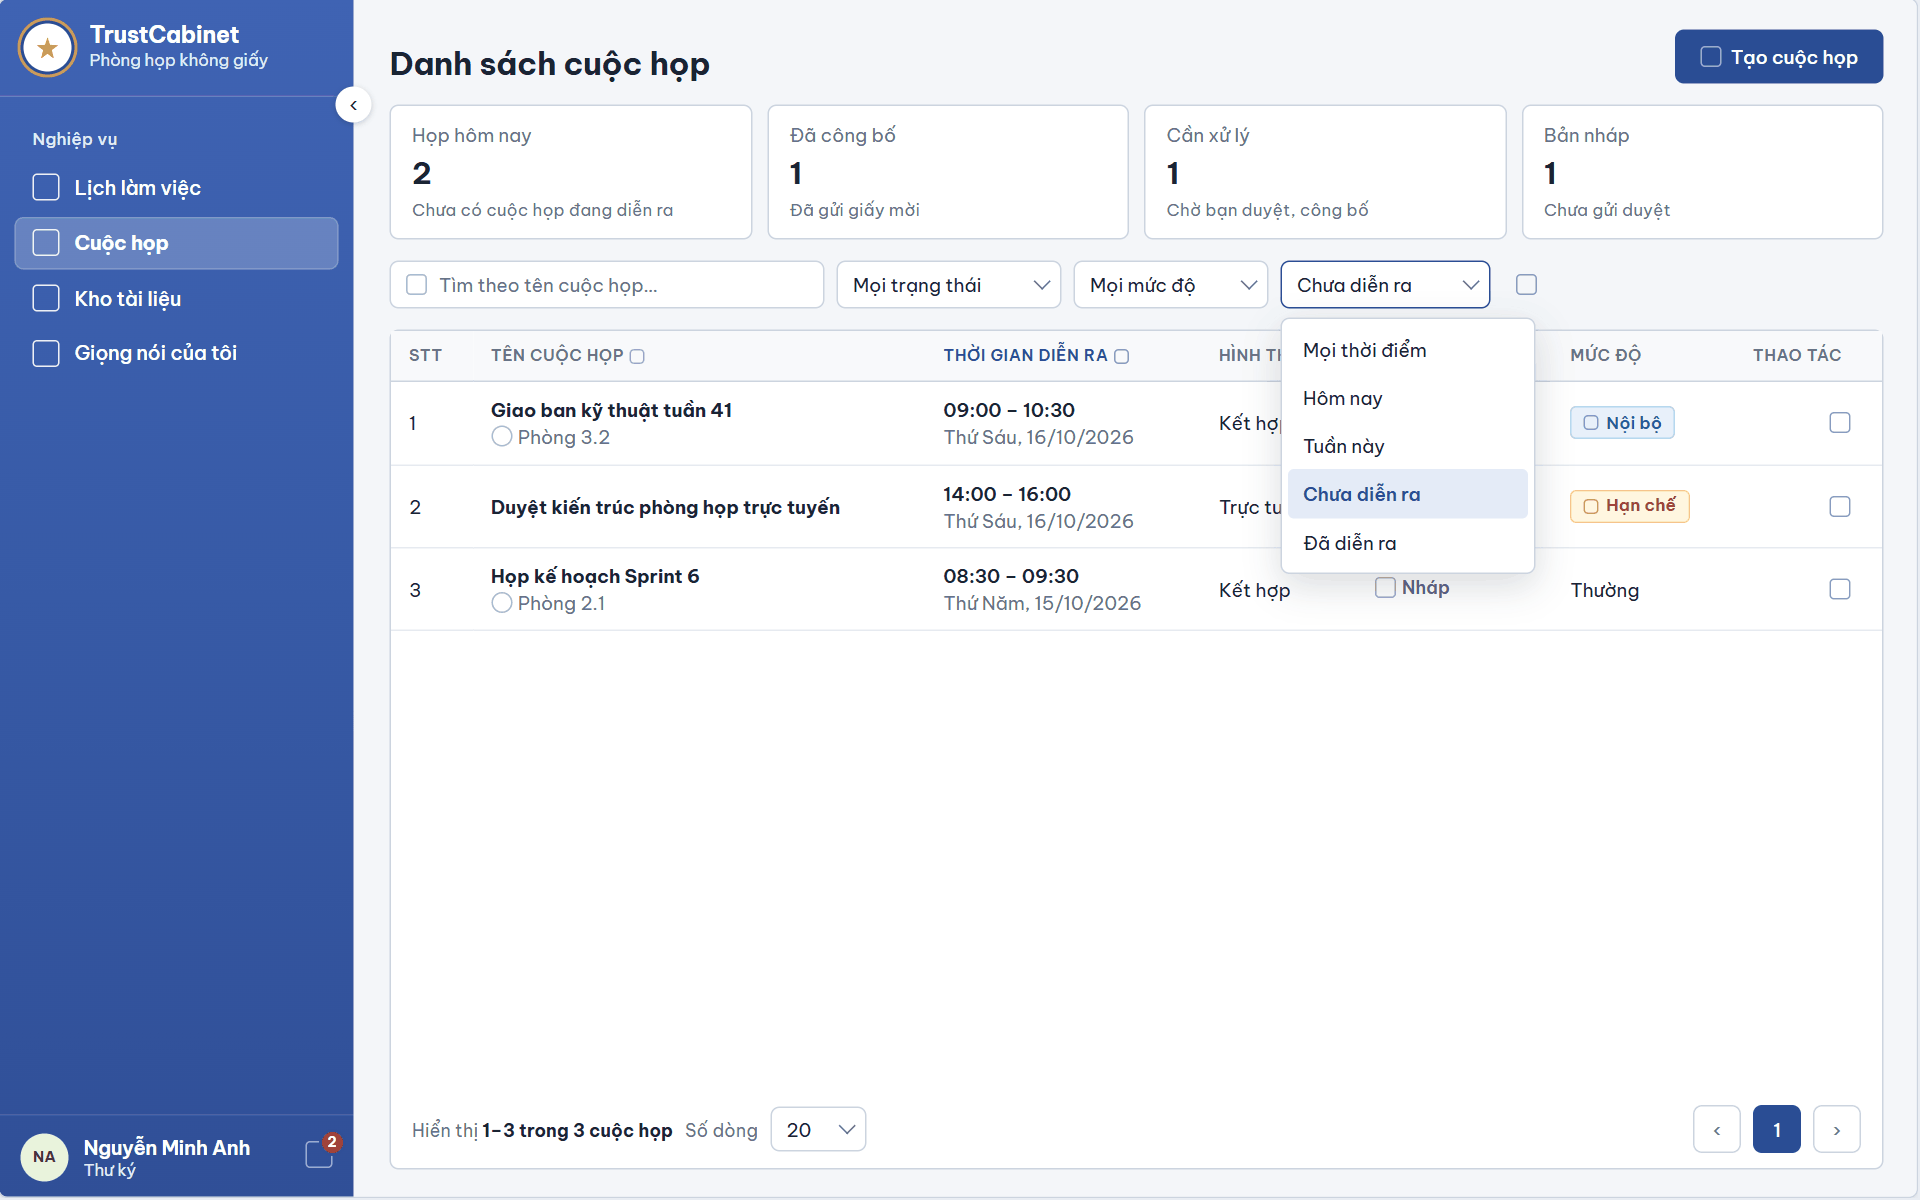 TrustCabinet
Phòng họp không giấy
Nghiệp vụ
Lịch làm việc
Cuộc họp
Kho tài liệu
Giọng nói của tôi
NA
Nguyễn Minh Anh
Thư ký
2
Danh sách cuộc họp
Tạo cuộc họp
Họp hôm nay
2
Chưa có cuộc họp đang diễn ra
Đã công bố
1
Đã gửi giấy mời
Cần xử lý
1
Chờ bạn duyệt, công bố
Bản nháp
1
Chưa gửi duyệt
Tìm theo tên cuộc họp...
Mọi trạng thái
Mọi mức độ
Chưa diễn ra
Mọi thời điểm
Hôm nay
Tuần này
Chưa diễn ra
Đã diễn ra
STT TÊN CUỘC HỌP THỜI GIAN DIỄN RA HÌNH MỨC ĐỘ THAO TÁC
1 Giao ban kỹ thuật tuần 41 09:00 – 10:30 Kết Nội bộ
Phòng 3.2 Thứ Sáu, 16/10/2026
2 Duyệt kiến trúc phòng họp trực tuyến 14:00 – 16:00 Trực Hạn chế
Thứ Sáu, 16/10/2026
3 Họp kế hoạch Sprint 6 08:30 – 09:30 Kết hợp Nháp Thường
Phòng 2.1 Thứ Năm, 15/10/2026
Hiển thị 1–3 trong 3 cuộc họp Số dòng 20
‹ 1 ›